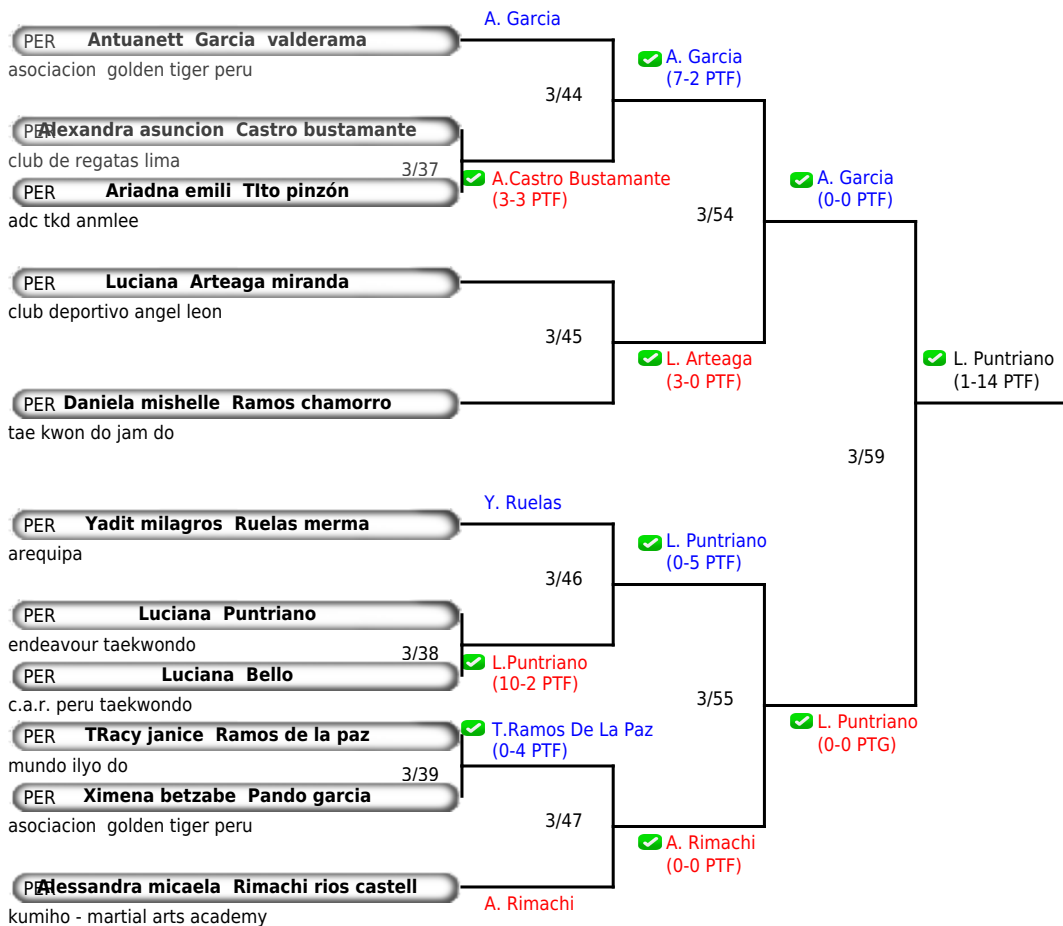 A. Garcia
PER Antuanett Garcia valderama
asociacion golden tiger peru
A. Garcia
(7-2 PTF)
3/44
PER Alexandra asuncion Castro bustamante
club de regatas lima
3/37
A.Castro Bustamante
(3-3 PTF)
PER Ariadna emili TIto pinzón
adc tkd anmlee
A. Garcia
(0-0 PTF)
3/54
PER Luciana Arteaga miranda
club deportivo angel leon
3/45
L. Arteaga
(3-0 PTF)
L. Puntriano
(1-14 PTF)
PER Daniela mishelle Ramos chamorro
tae kwon do jam do
3/59
Y. Ruelas
PER Yadit milagros Ruelas merma
arequipa
L. Puntriano
(0-5 PTF)
3/46
PER Luciana Puntriano
endeavour taekwondo
3/38
L.Puntriano
(10-2 PTF)
PER Luciana Bello
c.a.r. peru taekwondo
3/55
L. Puntriano
(0-0 PTG)
PER TRacy janice Ramos de la paz
mundo ilyo do
T.Ramos De La Paz
(0-4 PTF)
3/39
PER Ximena betzabe Pando garcia
asociacion golden tiger peru
3/47
A. Rimachi
(0-0 PTF)
PER Alessandra micaela Rimachi rios castell
kumiho - martial arts academy
A. Rimachi